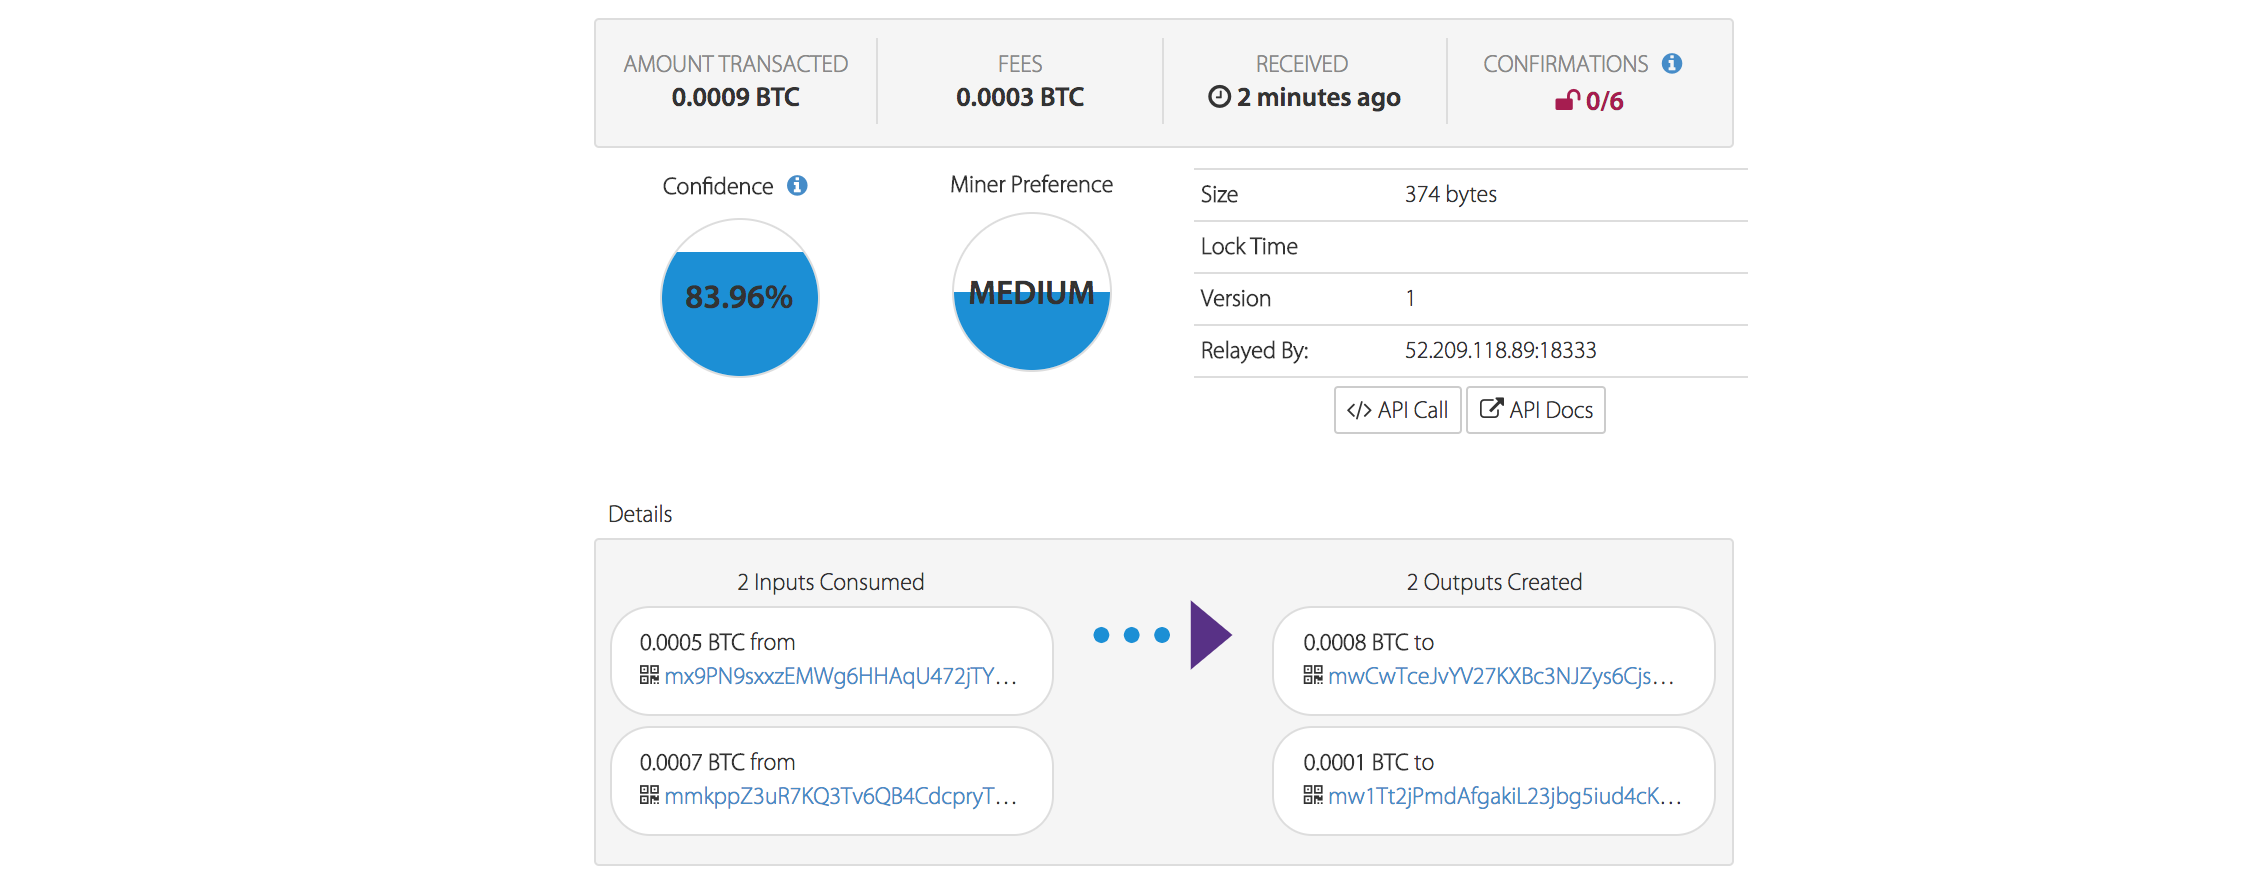 AMOUNT TRANSACTED
0.0009 BTC
FEES
0.0003 BTC
RECEIVED
2 minutes ago
CONFIRMATIONS
0/6
Confidence
83.96%
Miner Preference
MEDIUM
Size 374 bytes
Lock Time
Version 1
Relayed By: 52.209.118.89:18333
</> API Call
API Docs
Details
2 Inputs Consumed
0.0005 BTC from
mx9PN9sxxzEMWg6HHAqU472jTY...
0.0007 BTC from
mmkppZ3uR7KQ3Tv6QB4CdcpryT...
2 Outputs Created
0.0008 BTC to
mwCwTceJvYV27KXBc3NJZys6Cjs...
0.0001 BTC to
mw1Tt2jPmdAfgakiL23jbg5iud4cK...